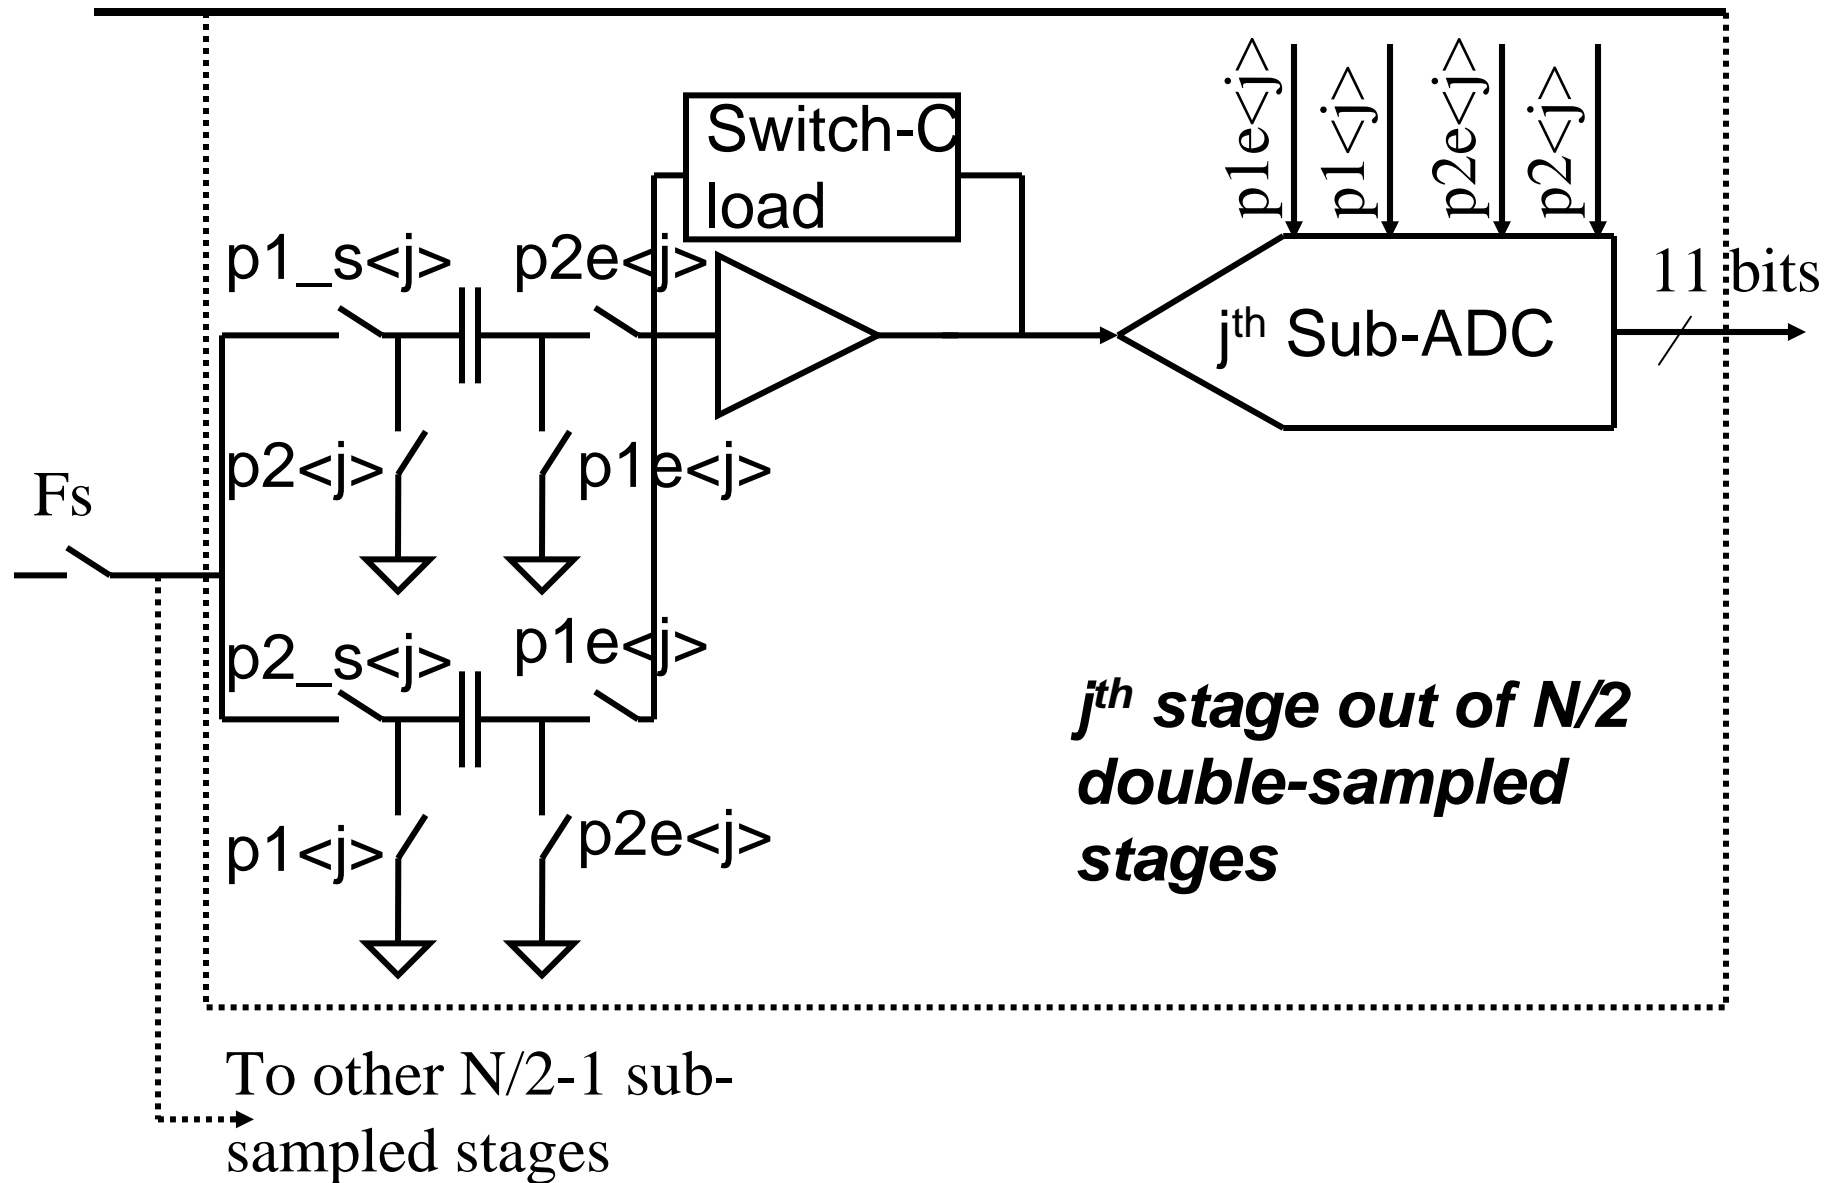 p1e<j>
p1<j>
p2e<j>
p2<j>
Switch-C
load
p1_s<j>
p2e<j>
11 bits
jth Sub-ADC
p2<j>
p1e<j>
Fs
p2_s<j>
p1e<j>
jth stage out of N/2
double-sampled
stages
p1<j>
p2e<j>
To other N/2-1 sub-
sampled stages